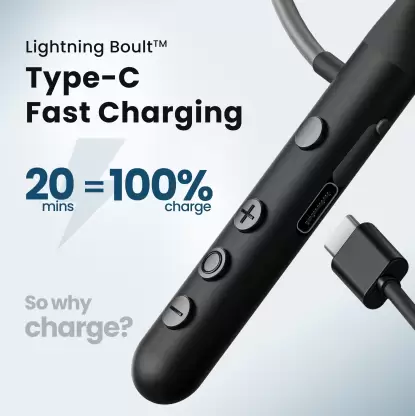 Lightning Boult™
Type-C
Fast Charging
20 = 100%
mins charge
So why
charge?